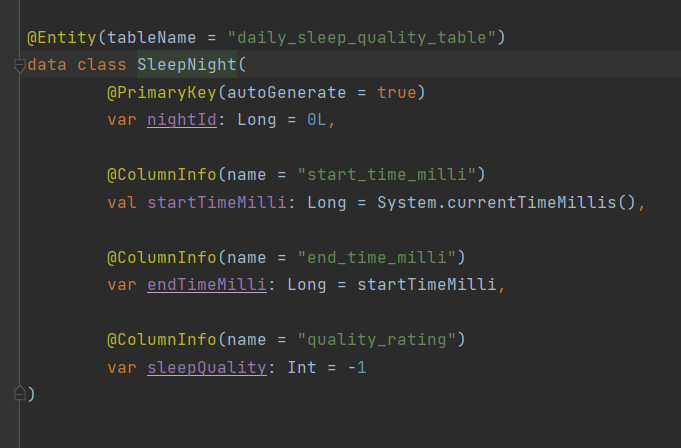 @Entity(tableName = "daily_sleep_quality_table")
data class SleepNight(
@PrimaryKey(autoGenerate = true)
var nightId: Long = 0L,
@ColumnInfo(name = "start_time_milli")
val startTimeMilli: Long = System.currentTimeMillis(),
@ColumnInfo(name = "end_time_milli")
var endTimeMilli: Long = startTimeMilli,
@ColumnInfo(name = "quality_rating")
var sleepQuality: Int = -1
)